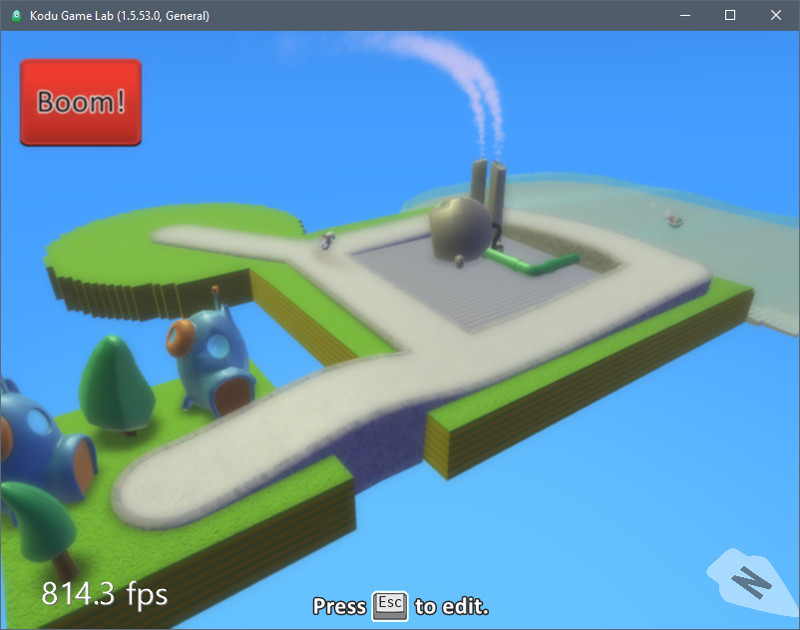 Kodu Game Lab (1.5.53.0, General)
Boom!
814.3 fps
Press Esc to edit.
N